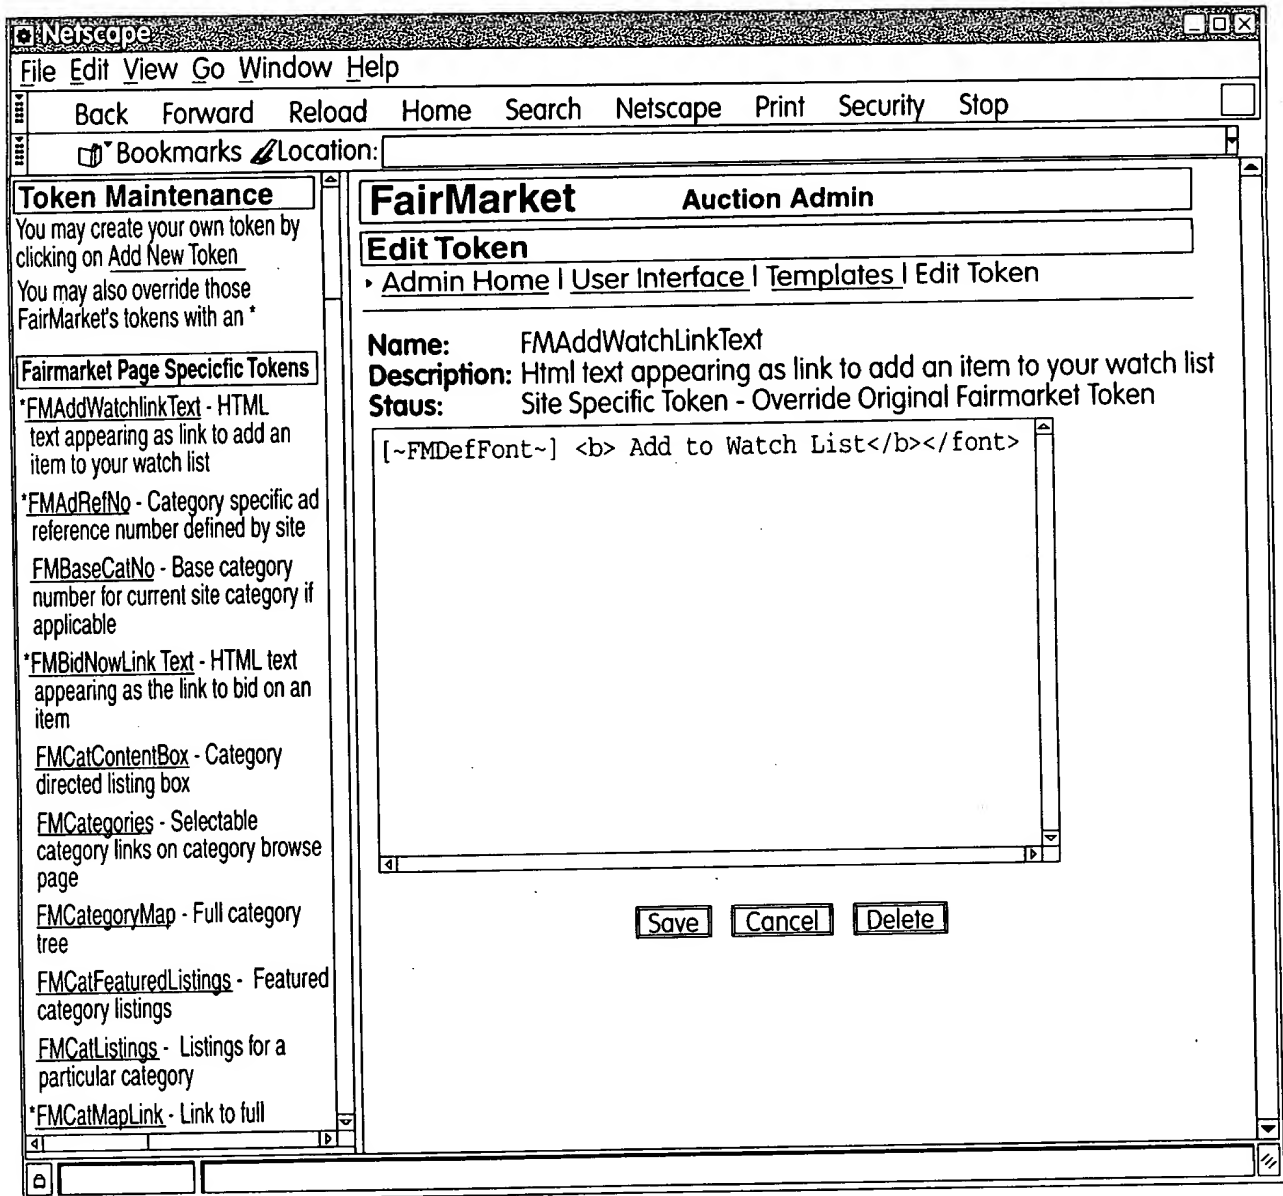 Netscape
File Edit View Go Window Help
Back Forward Reload Home Search Netscape Print Security Stop
Bookmarks Location:
Token Maintenance
You may create your own token by
clicking on Add New Token
You may also override those
FairMarket's tokens with an *
Fairmarket Page Specicfic Tokens
*FMAddWatchlinkText - HTML
text appearing as link to add an
item to your watch list
*FMAdRefNo - Category specific ad
reference number defined by site
FMBaseCatNo - Base category
number for current site category if
applicable
*FMBidNowLink Text - HTML text
appearing as the link to bid on an
item
FMCatContentBox - Category
directed listing box
FMCategories - Selectable
category links on category browse
page
FMCategoryMap - Full category
tree
FMCatFeaturedListings - Featured
category listings
FMCatListings - Listings for a
particular category
*FMCatMapLink - Link to full
FairMarket Auction Admin
Edit Token
Admin Home | User Interface | Templates | Edit Token
Name: FMAddWatchLinkText
Description: Html text appearing as link to add an item to your watch list
Staus: Site Specific Token - Override Original Fairmarket Token
[~FMDefFont~] <b> Add to Watch List</b></font>
Save Cancel Delete